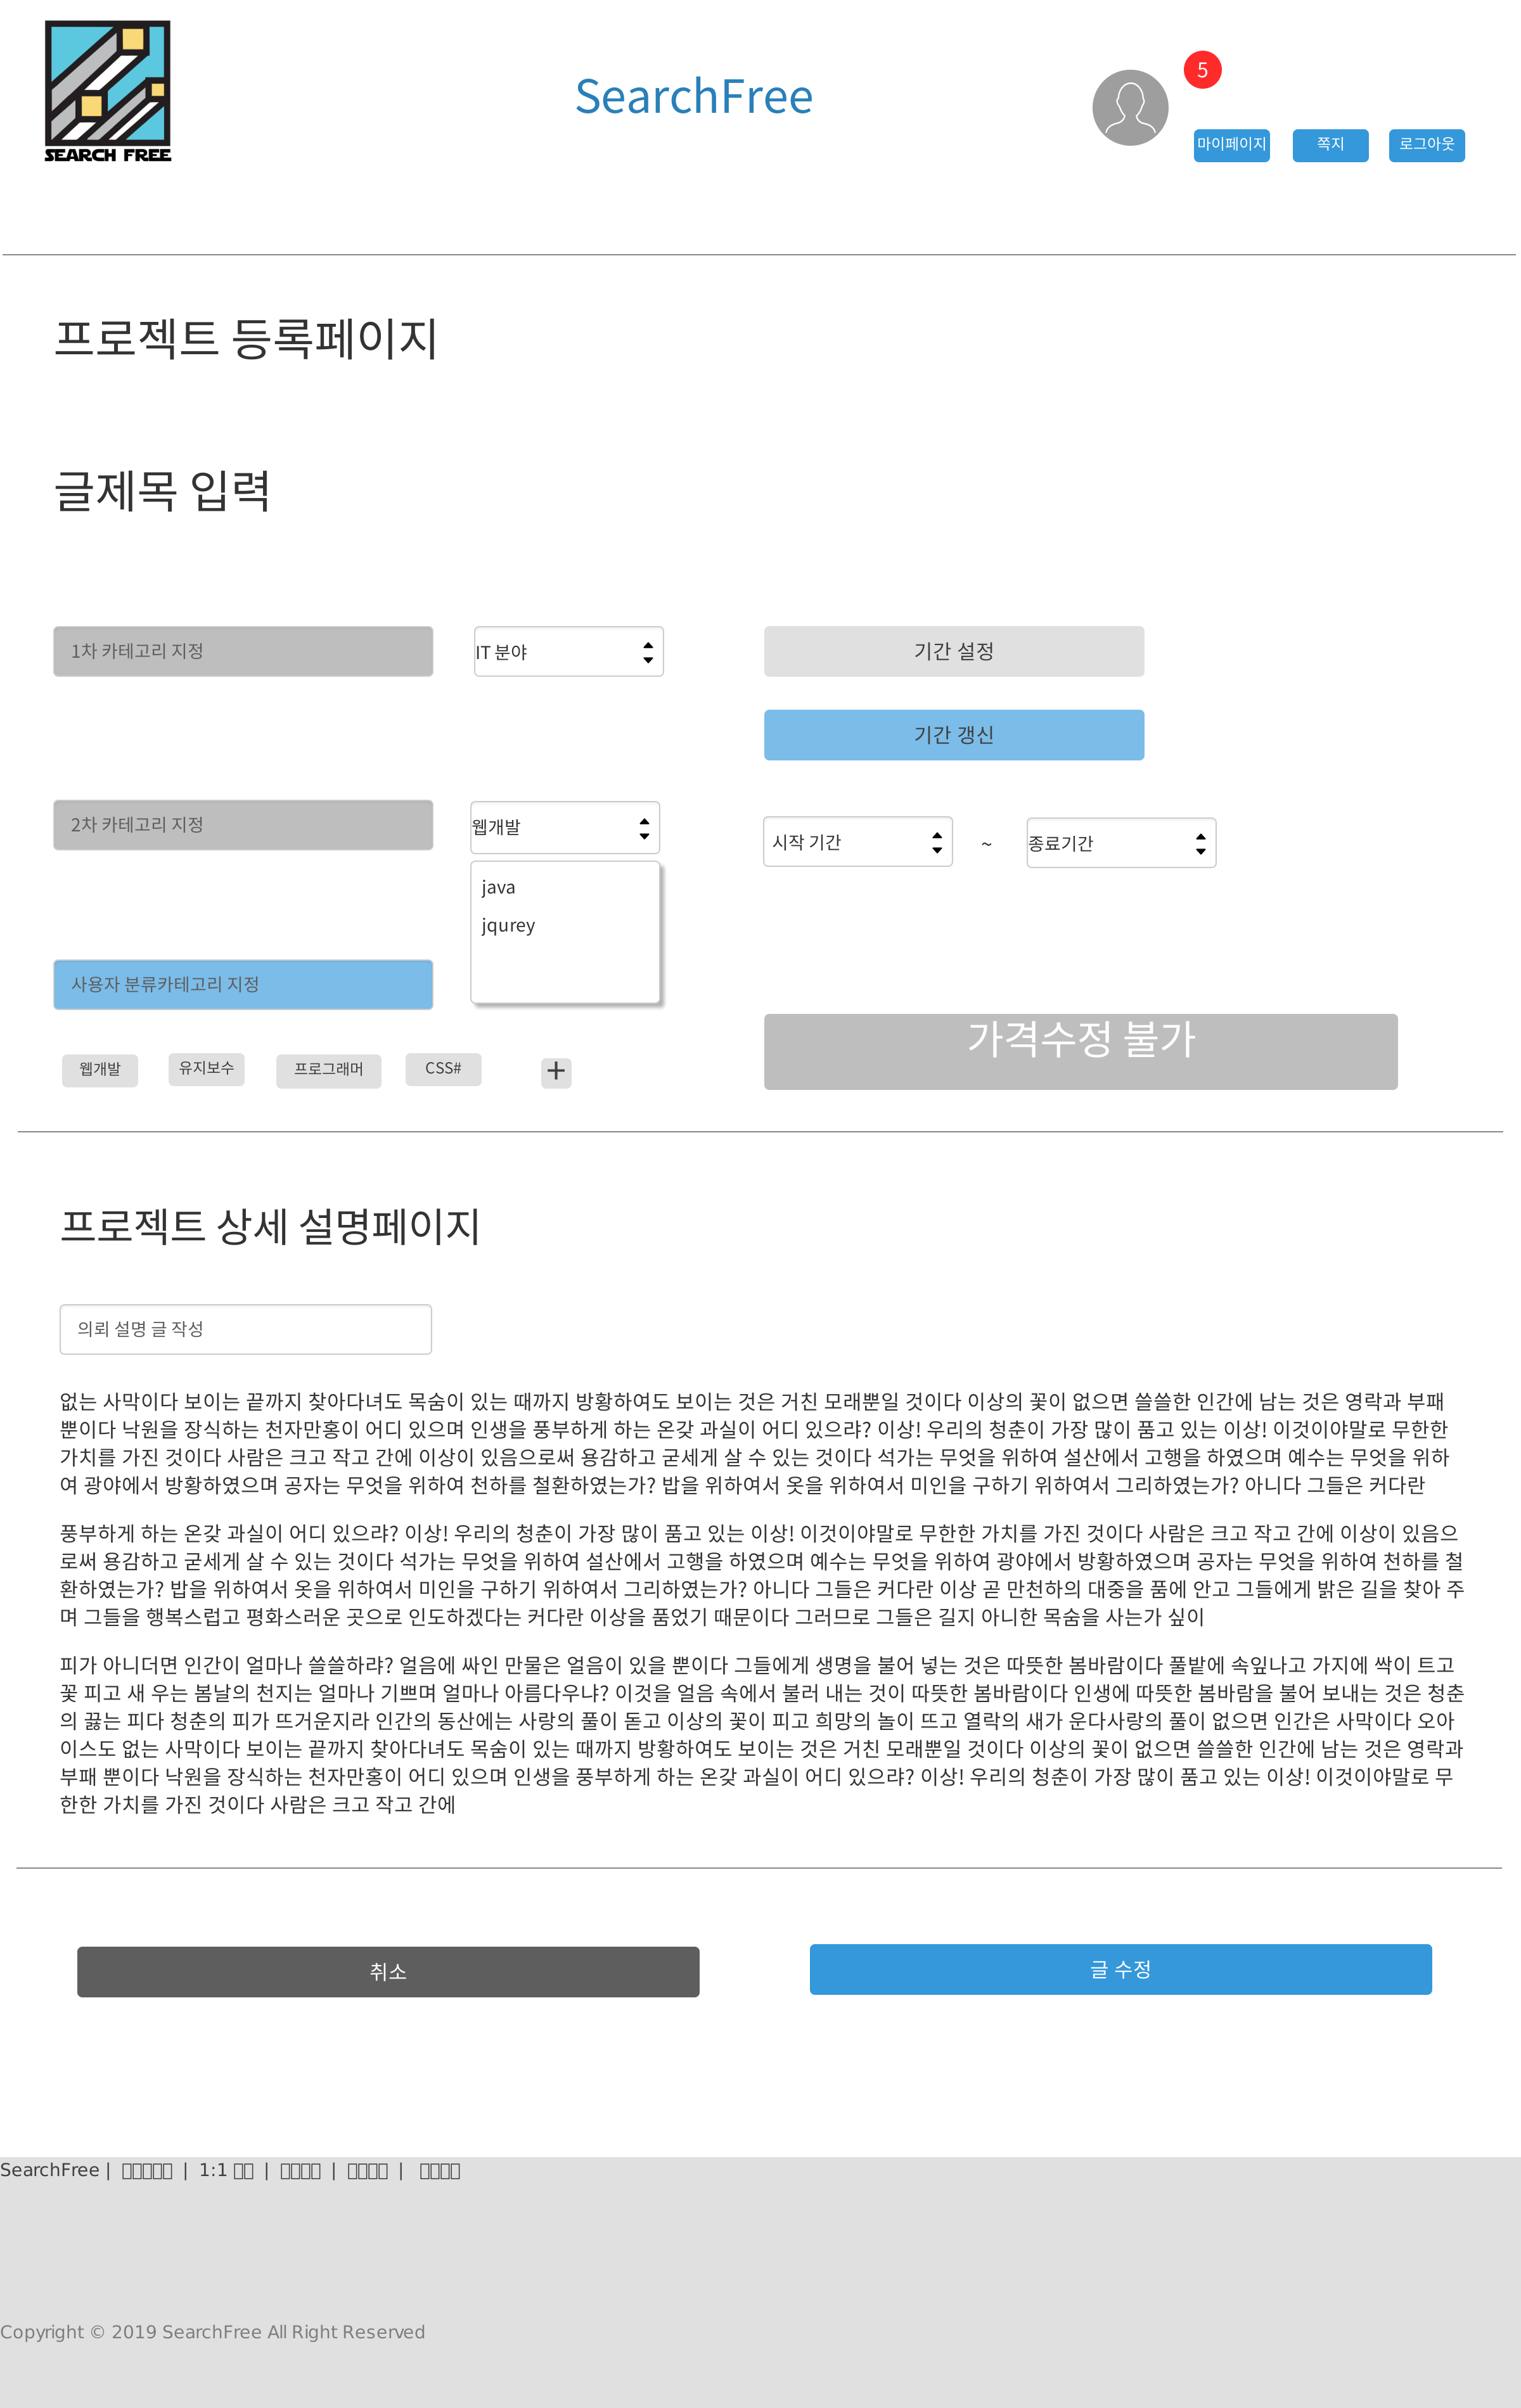 SEARCH FREE
SearchFree
5
마이페이지
쪽지
로그아웃
프로젝트 등록페이지
글제목 입력
1차 카테고리 지정
IT 분야
기간 설정
기간 갱신
2차 카테고리 지정
웹개발
시작 기간
~
종료기간
java
jqurey
사용자 분류카테고리 지정
가격수정 불가
웹개발
유지보수
프로그래머
CSS#
+
프로젝트 상세 설명페이지
의뢰 설명 글 작성
없는 사막이다 보이는 끝까지 찾아다녀도 목숨이 있는 때까지 방황하여도 보이는 것은 거친 모래뿐일 것이다 이상의 꽃이 없으면 쓸쓸한 인간에 남는 것은 영락과 부패
뿐이다 낙원을 장식하는 천자만홍이 어디 있으며 인생을 풍부하게 하는 온갖 과실이 어디 있으랴? 이상! 우리의 청춘이 가장 많이 품고 있는 이상! 이것이야말로 무한한
가치를 가진 것이다 사람은 크고 작고 간에 이상이 있음으로써 용감하고 굳세게 살 수 있는 것이다 석가는 무엇을 위하여 설산에서 고행을 하였으며 예수는 무엇을 위하
여 광야에서 방황하였으며 공자는 무엇을 위하여 천하를 철환하였는가? 밥을 위하여서 옷을 위하여서 미인을 구하기 위하여서 그리하였는가? 아니다 그들은 커다란
풍부하게 하는 온갖 과실이 어디 있으랴? 이상! 우리의 청춘이 가장 많이 품고 있는 이상! 이것이야말로 무한한 가치를 가진 것이다 사람은 크고 작고 간에 이상이 있음으
로써 용감하고 굳세게 살 수 있는 것이다 석가는 무엇을 위하여 설산에서 고행을 하였으며 예수는 무엇을 위하여 광야에서 방황하였으며 공자는 무엇을 위하여 천하를 철
환하였는가? 밥을 위하여서 옷을 위하여서 미인을 구하기 위하여서 그리하였는가? 아니다 그들은 커다란 이상 곧 만천하의 대중을 품에 안고 그들에게 밝은 길을 찾아 주
며 그들을 행복스럽고 평화스러운 곳으로 인도하겠다는 커다란 이상을 품었기 때문이다 그러므로 그들은 길지 아니한 목숨을 사는가 싶이
피가 아니더면 인간이 얼마나 쓸쓸하랴? 얼음에 싸인 만물은 얼음이 있을 뿐이다 그들에게 생명을 불어 넣는 것은 따뜻한 봄바람이다 풀밭에 속잎나고 가지에 싹이 트고
꽃 피고 새 우는 봄날의 천지는 얼마나 기쁘며 얼마나 아름다우냐? 이것을 얼음 속에서 불러 내는 것이 따뜻한 봄바람이다 인생에 따뜻한 봄바람을 불어 보내는 것은 청춘
의 끓는 피다 청춘의 피가 뜨거운지라 인간의 동산에는 사랑의 풀이 돋고 이상의 꽃이 피고 희망의 놀이 뜨고 열락의 새가 운다사랑의 풀이 없으면 인간은 사막이다 오아
이스도 없는 사막이다 보이는 끝까지 찾아다녀도 목숨이 있는 때까지 방황하여도 보이는 것은 거친 모래뿐일 것이다 이상의 꽃이 없으면 쓸쓸한 인간에 남는 것은 영락과
부패 뿐이다 낙원을 장식하는 천자만홍이 어디 있으며 인생을 풍부하게 하는 온갖 과실이 어디 있으랴? 이상! 우리의 청춘이 가장 많이 품고 있는 이상! 이것이야말로 무
한한 가치를 가진 것이다 사람은 크고 작고 간에
취소
글 수정
SearchFree | | 1:1 | | |
Copyright © 2019 SearchFree All Right Reserved